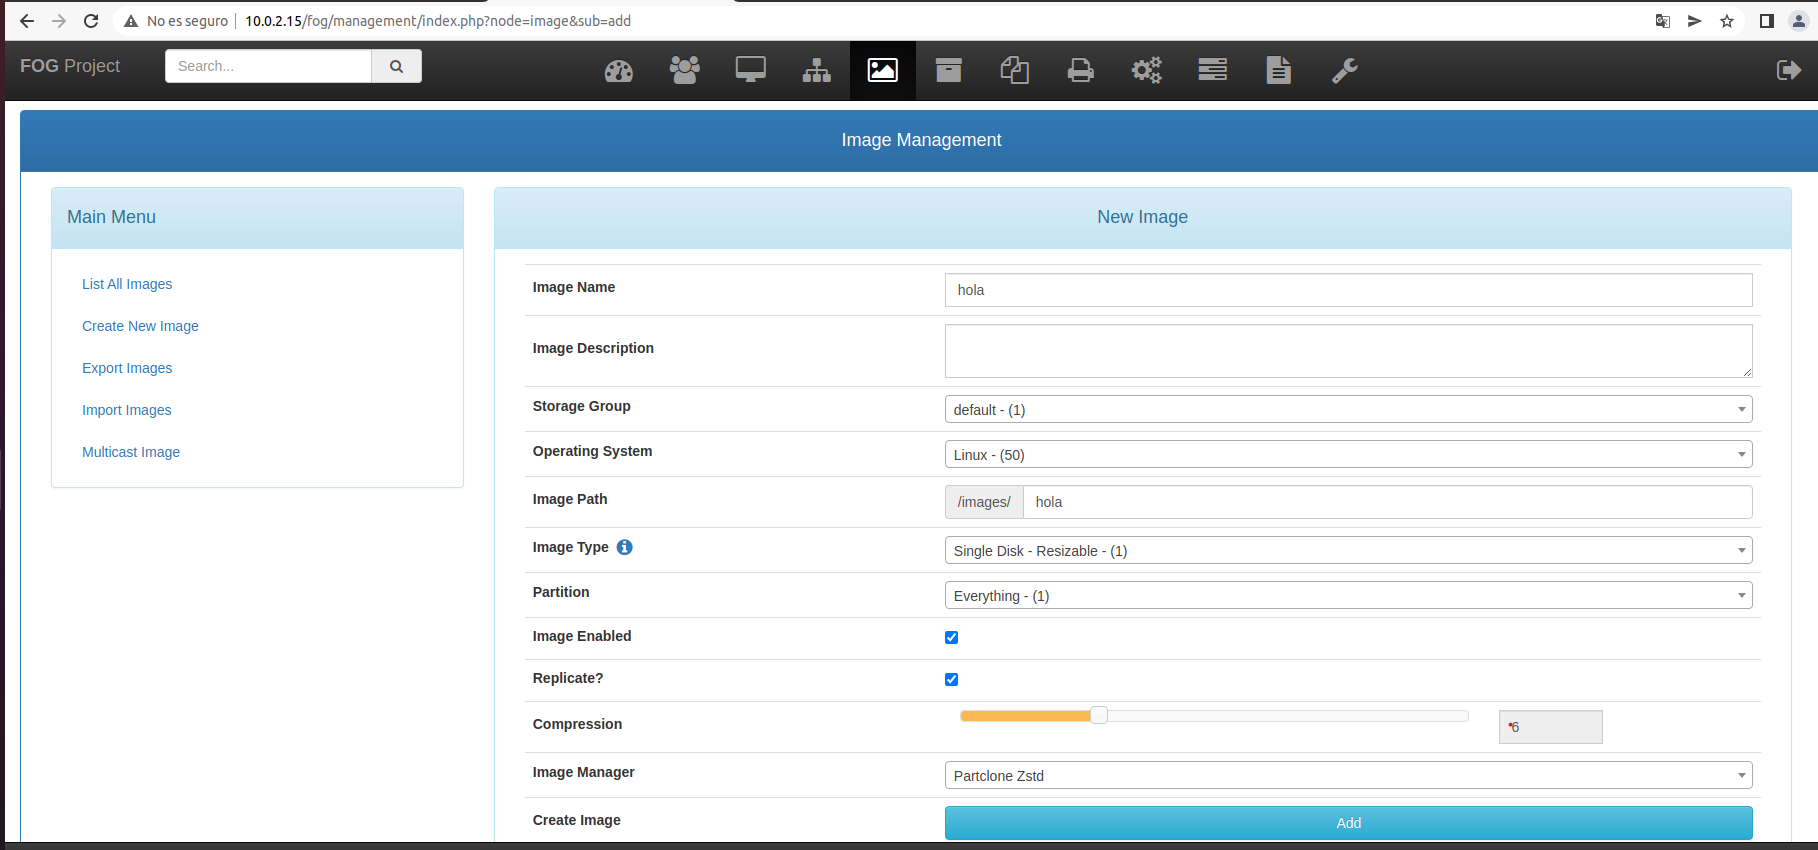 No es seguro | 10.0.2.15/fog/management/index.php?node=image&sub=add
FOG Project
Search...
Image Management
Main Menu
List All Images
Create New Image
Export Images
Import Images
Multicast Image
New Image
Image Name
hola
Image Description
Storage Group
default - (1)
Operating System
Linux - (50)
Image Path
/images/ hola
Image Type
Single Disk - Resizable - (1)
Partition
Everything - (1)
Image Enabled
Replicate?
Compression
6
Image Manager
Partclone Zstd
Create Image
Add